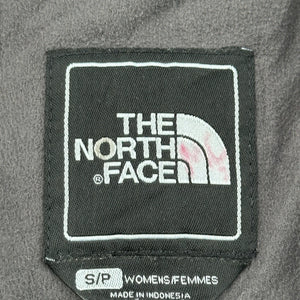 THE
NORTH
®FACE
S/P WOMENS/FEMMES
MADE IN INDONESIA